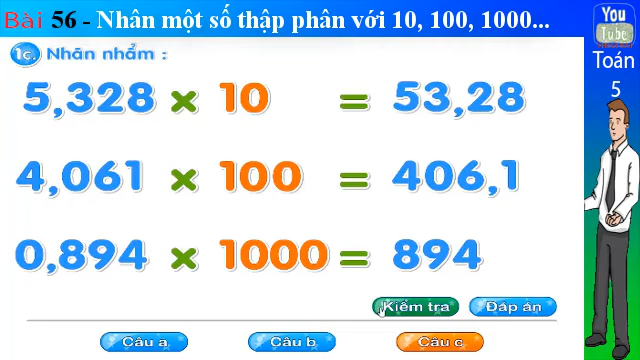 Bài 56 - Nhân một số thập phân với 10, 100, 1000...
You
Tube
Toán
5
1c. Nhân nhẩm :
5,328 × 10 = 53,28
4,061 × 100 = 406,1
0,894 × 1000 = 894
Kiểm tra Đáp án
Câu a Câu b Câu c